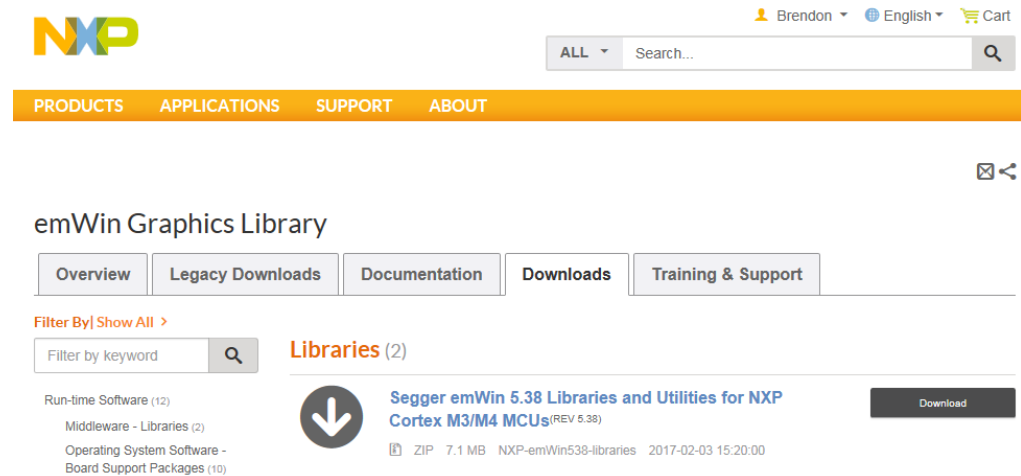 NXP
Brendon
English
Cart
ALL
Search...
PRODUCTS APPLICATIONS SUPPORT ABOUT
emWin Graphics Library
Overview Legacy Downloads Documentation Downloads Training & Support
Filter By| Show All >
Filter by keyword
Run-time Software (12)
Middleware - Libraries (2)
Operating System Software -
Board Support Packages (10)
Libraries (2)
Segger emWin 5.38 Libraries and Utilities for NXP
Cortex M3/M4 MCUs(REV 5.38)
ZIP 7.1 MB NXP-emWin538-libraries 2017-02-03 15:20:00
Download